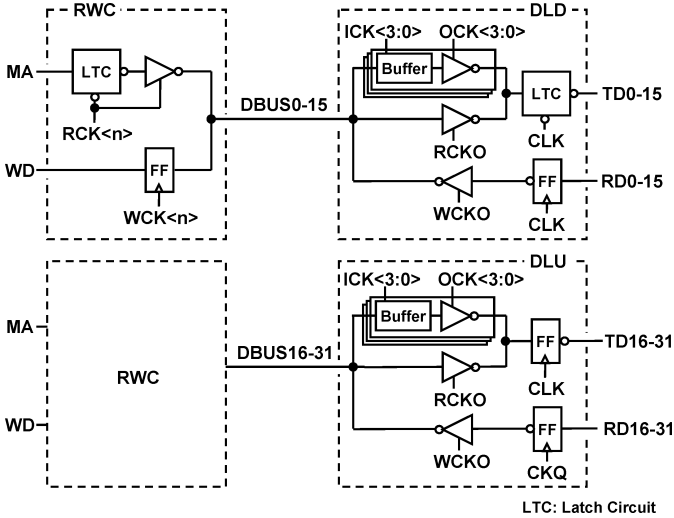 RWC
DLD
ICK<3:0> OCK<3:0>
MA
LTC
Buffer
DBUS0-15
LTC
TD0-15
RCK<n>
RCKO
CLK
WD
FF
FF
RD0-15
WCK<n>
WCKO
CLK
DLU
ICK<3:0> OCK<3:0>
MA
Buffer
DBUS16-31
FF
TD16-31
RWC
RCKO
CLK
WD
FF
RD16-31
WCKO
CKQ
LTC: Latch Circuit